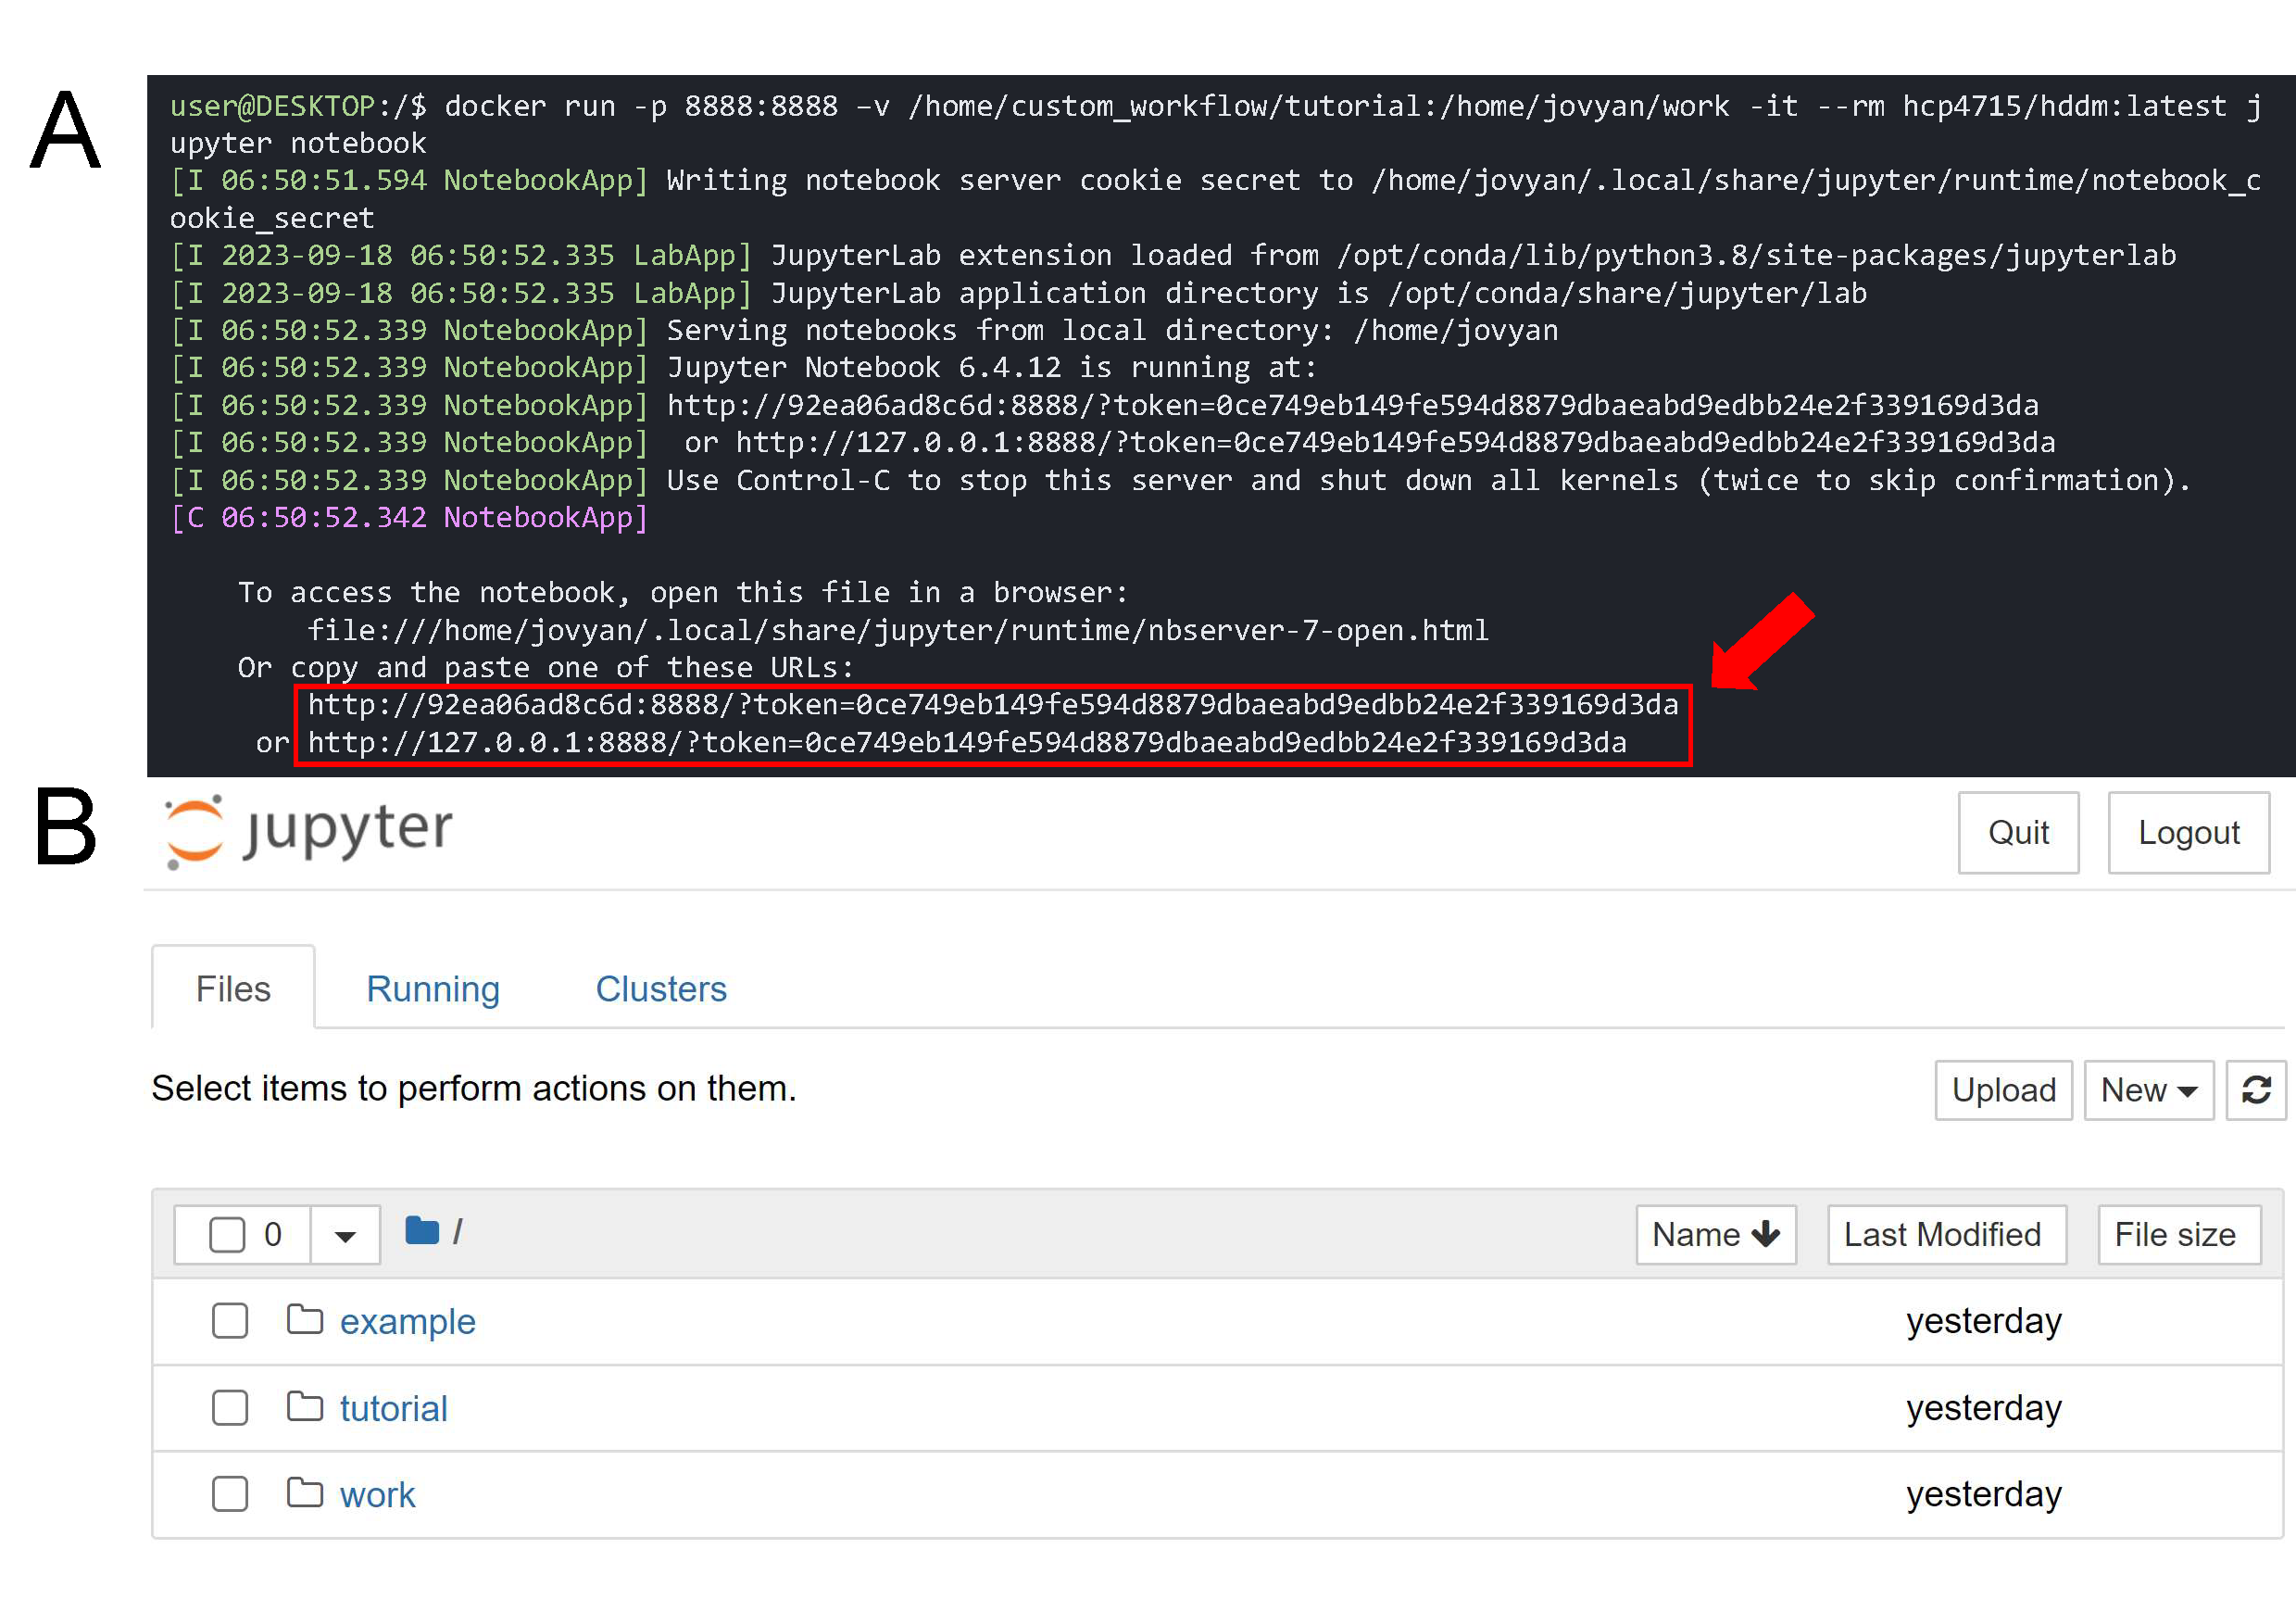 A
user@DESKTOP:/$ docker run -p 8888:8888 –v /home/custom_workflow/tutorial:/home/jovyan/work -it --rm hcp4715/hddm:latest j
upyter notebook
[I 06:50:51.594 NotebookApp] Writing notebook server cookie secret to /home/jovyan/.local/share/jupyter/runtime/notebook_c
ookie_secret
[I 2023-09-18 06:50:52.335 LabApp] JupyterLab extension loaded from /opt/conda/lib/python3.8/site-packages/jupyterlab
[I 2023-09-18 06:50:52.335 LabApp] JupyterLab application directory is /opt/conda/share/jupyter/lab
[I 06:50:52.339 NotebookApp] Serving notebooks from local directory: /home/jovyan
[I 06:50:52.339 NotebookApp] Jupyter Notebook 6.4.12 is running at:
[I 06:50:52.339 NotebookApp] http://92ea06ad8c6d:8888/?token=0ce749eb149fe594d8879dbaeabd9edbb24e2f339169d3da
[I 06:50:52.339 NotebookApp]  or http://127.0.0.1:8888/?token=0ce749eb149fe594d8879dbaeabd9edbb24e2f339169d3da
[I 06:50:52.339 NotebookApp] Use Control-C to stop this server and shut down all kernels (twice to skip confirmation).
[C 06:50:52.342 NotebookApp]
To access the notebook, open this file in a browser:
file:///home/jovyan/.local/share/jupyter/runtime/nbserver-7-open.html
Or copy and paste one of these URLs:
http://92ea06ad8c6d:8888/?token=0ce749eb149fe594d8879dbaeabd9edbb24e2f339169d3da
or http://127.0.0.1:8888/?token=0ce749eb149fe594d8879dbaeabd9edbb24e2f339169d3da
B
jupyter Quit Logout
Files Running Clusters
Select items to perform actions on them. Upload New
0 / Name Last Modified File size
example yesterday
tutorial yesterday
work yesterday